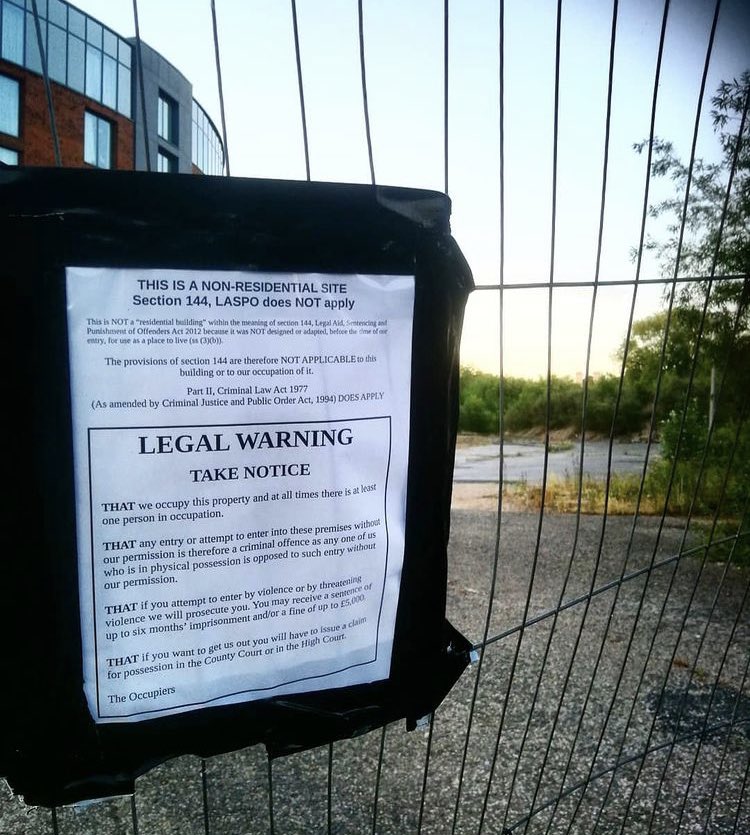 THIS IS A NON-RESIDENTIAL SITE
Section 144, LASPO does NOT apply
This is NOT a "residential building" within the meaning of section 144, Legal Aid, Sentencing and
Punishment of Offenders Act 2012 because it was NOT designed or adapted, before the time of our
entry, for use as a place to live (ss (3)(b)).
The provisions of section 144 are therefore NOT APPLICABLE to this
building or to our occupation of it.
Part II, Criminal Law Act 1977
(As amended by Criminal Justice and Public Order Act, 1994) DOES APPLY
LEGAL WARNING
TAKE NOTICE
THAT we occupy this property and at all times there is at least
one person in occupation.
THAT any entry or attempt to enter into these premises without
our permission is therefore a criminal offence as any one of us
who is in physical possession is opposed to such entry without
our permission.
THAT if you attempt to enter by violence or by threatening
violence we will prosecute you. You may receive a sentence of
up to six months' imprisonment and/or a fine of up to £5,000.
THAT if you want to get us out you will have to issue a claim
for possession in the County Court or in the High Court.
The Occupiers